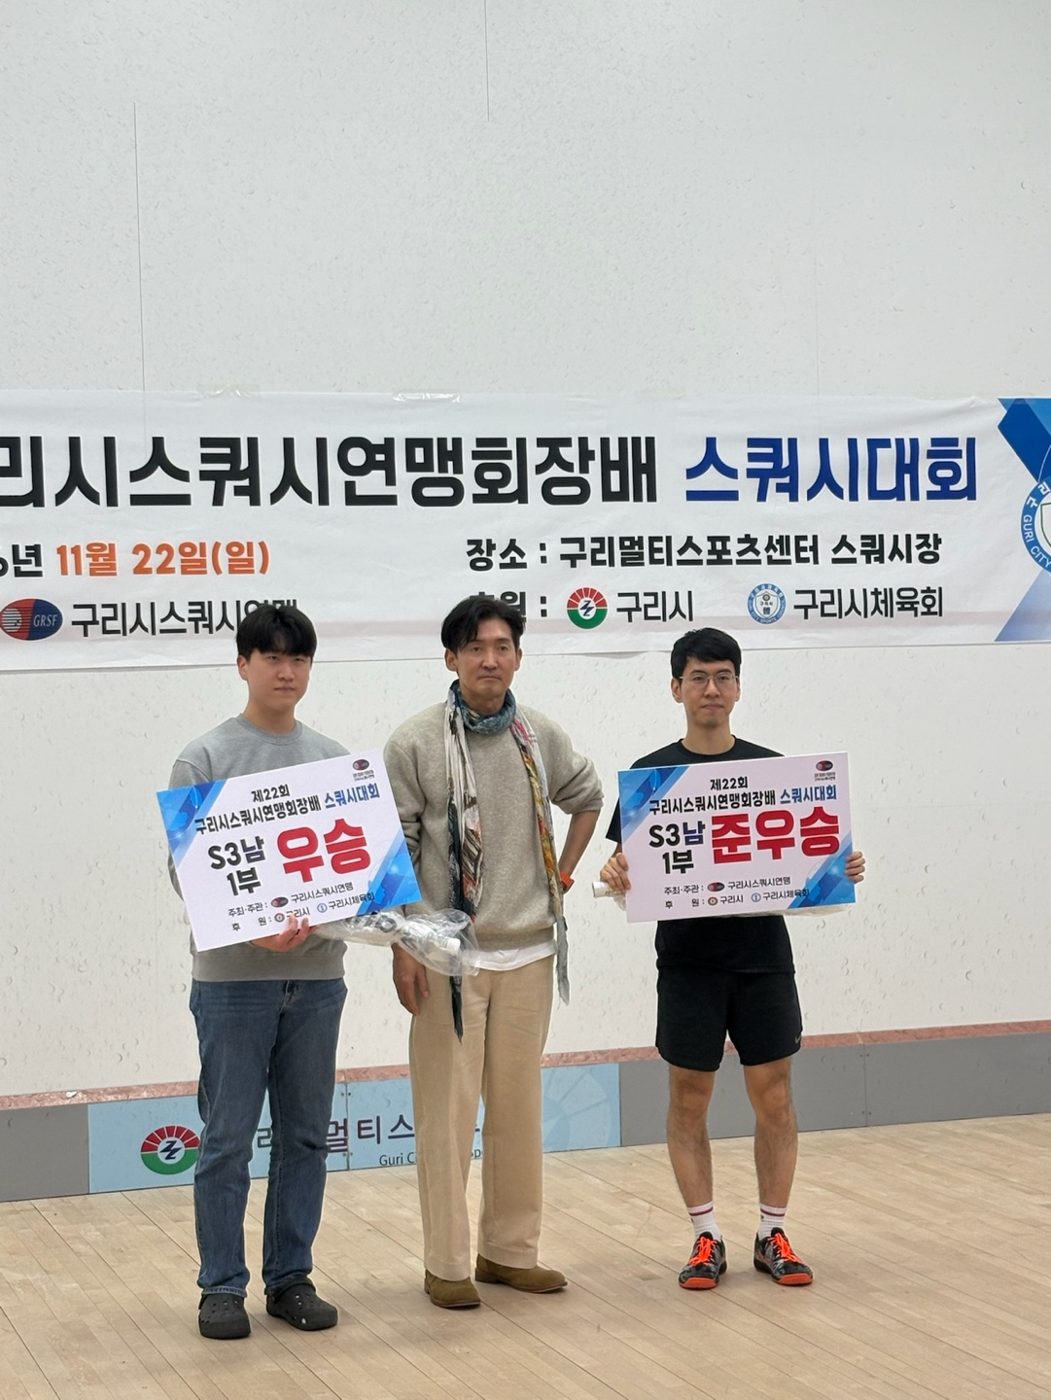 리시스쿼시연맹회장배 스쿼시대회
년 11월 22일(일)
장소 : 구리멀티스포츠센터 스쿼시장
GRSF 구리시스쿼시연맹
후원 : 구리시 구리시체육회
GURI CITY
제22회
구리시스쿼시연맹회장배 스쿼시대회
S3남
1부
우승
주최·주관 : 구리시스쿼시연맹
후 원 : 구리시 구리시체육회
제22회
구리시스쿼시연맹회장배 스쿼시대회
S3남
1부
준우승
주최·주관 : 구리시스쿼시연맹
후 원 : 구리시 구리시체육회
멀티스
Guri